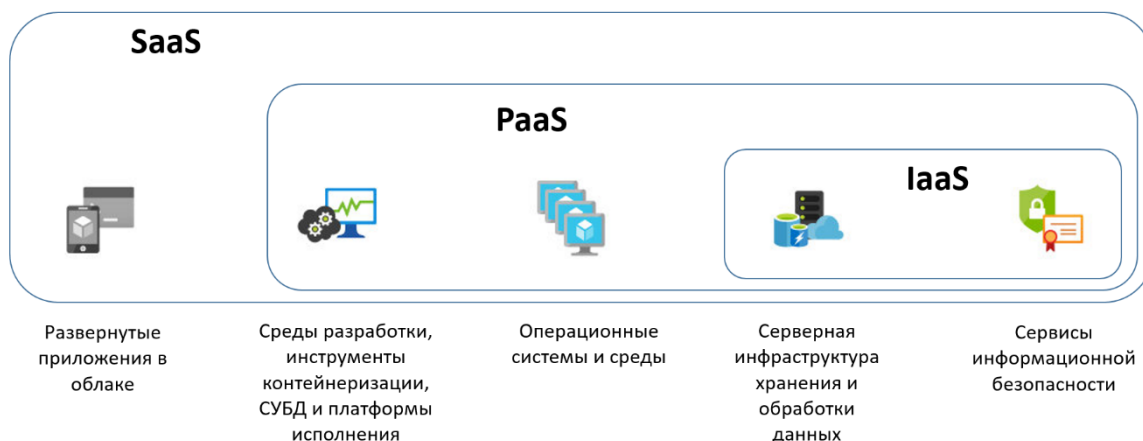 SaaS
PaaS
IaaS
Развернутые
приложения в
облаке
Среды разработки,
инструменты
контейнеризации,
СУБД и платформы
исполнения
Операционные
системы и среды
Серверная
инфраструктура
хранения и
обработки
данных
Сервисы
информационной
безопасности